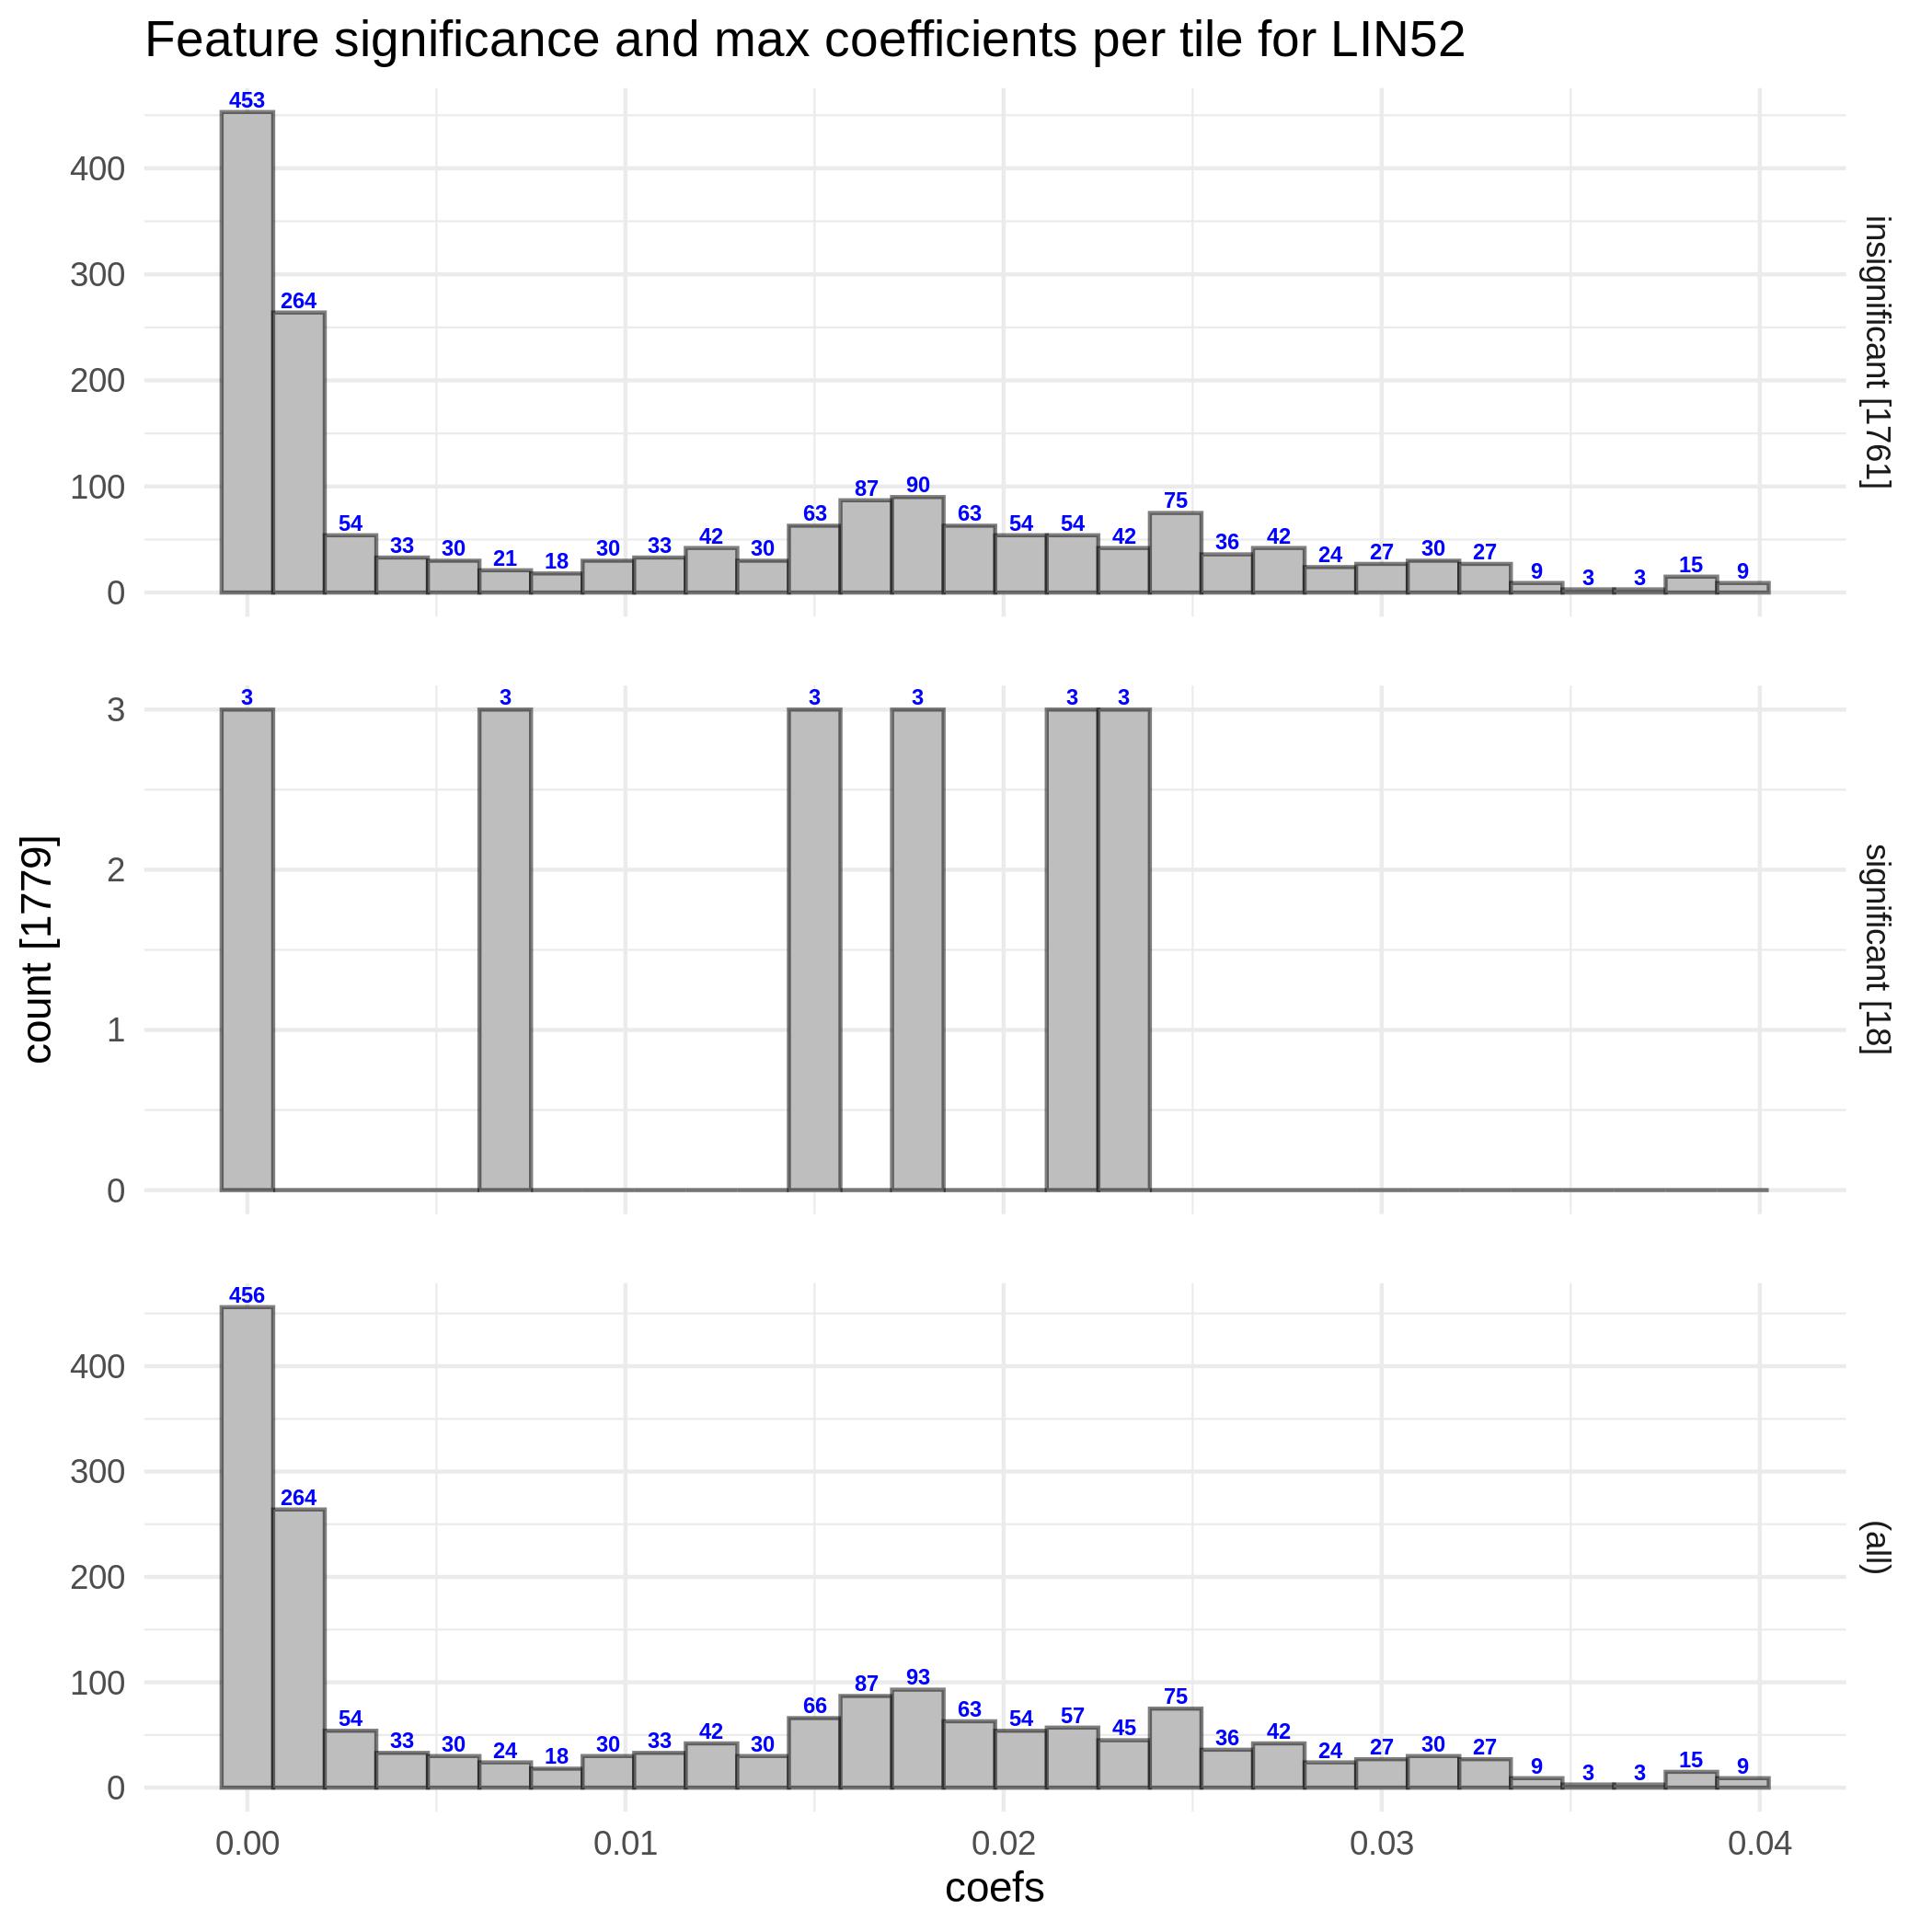 Feature significance and max coefficients per tile for LIN52
453
264
54 33 30 21 18 30 33 42 30 63 87 90 63 54 54 42 75 36 42 24 27 30 27 9 3 3 15 9
400
300
200
100
0
insignificant [1761]
3 3 3 3 3 3
3
2
1
0
significant [18]
count [1779]
456
264
54 33 30 24 18 30 33 42 30 66 87 93 63 54 57 45 75 36 42 24 27 30 27 9 3 3 15 9
400
300
200
100
0
(all)
0.00 0.01 0.02 0.03 0.04
coefs